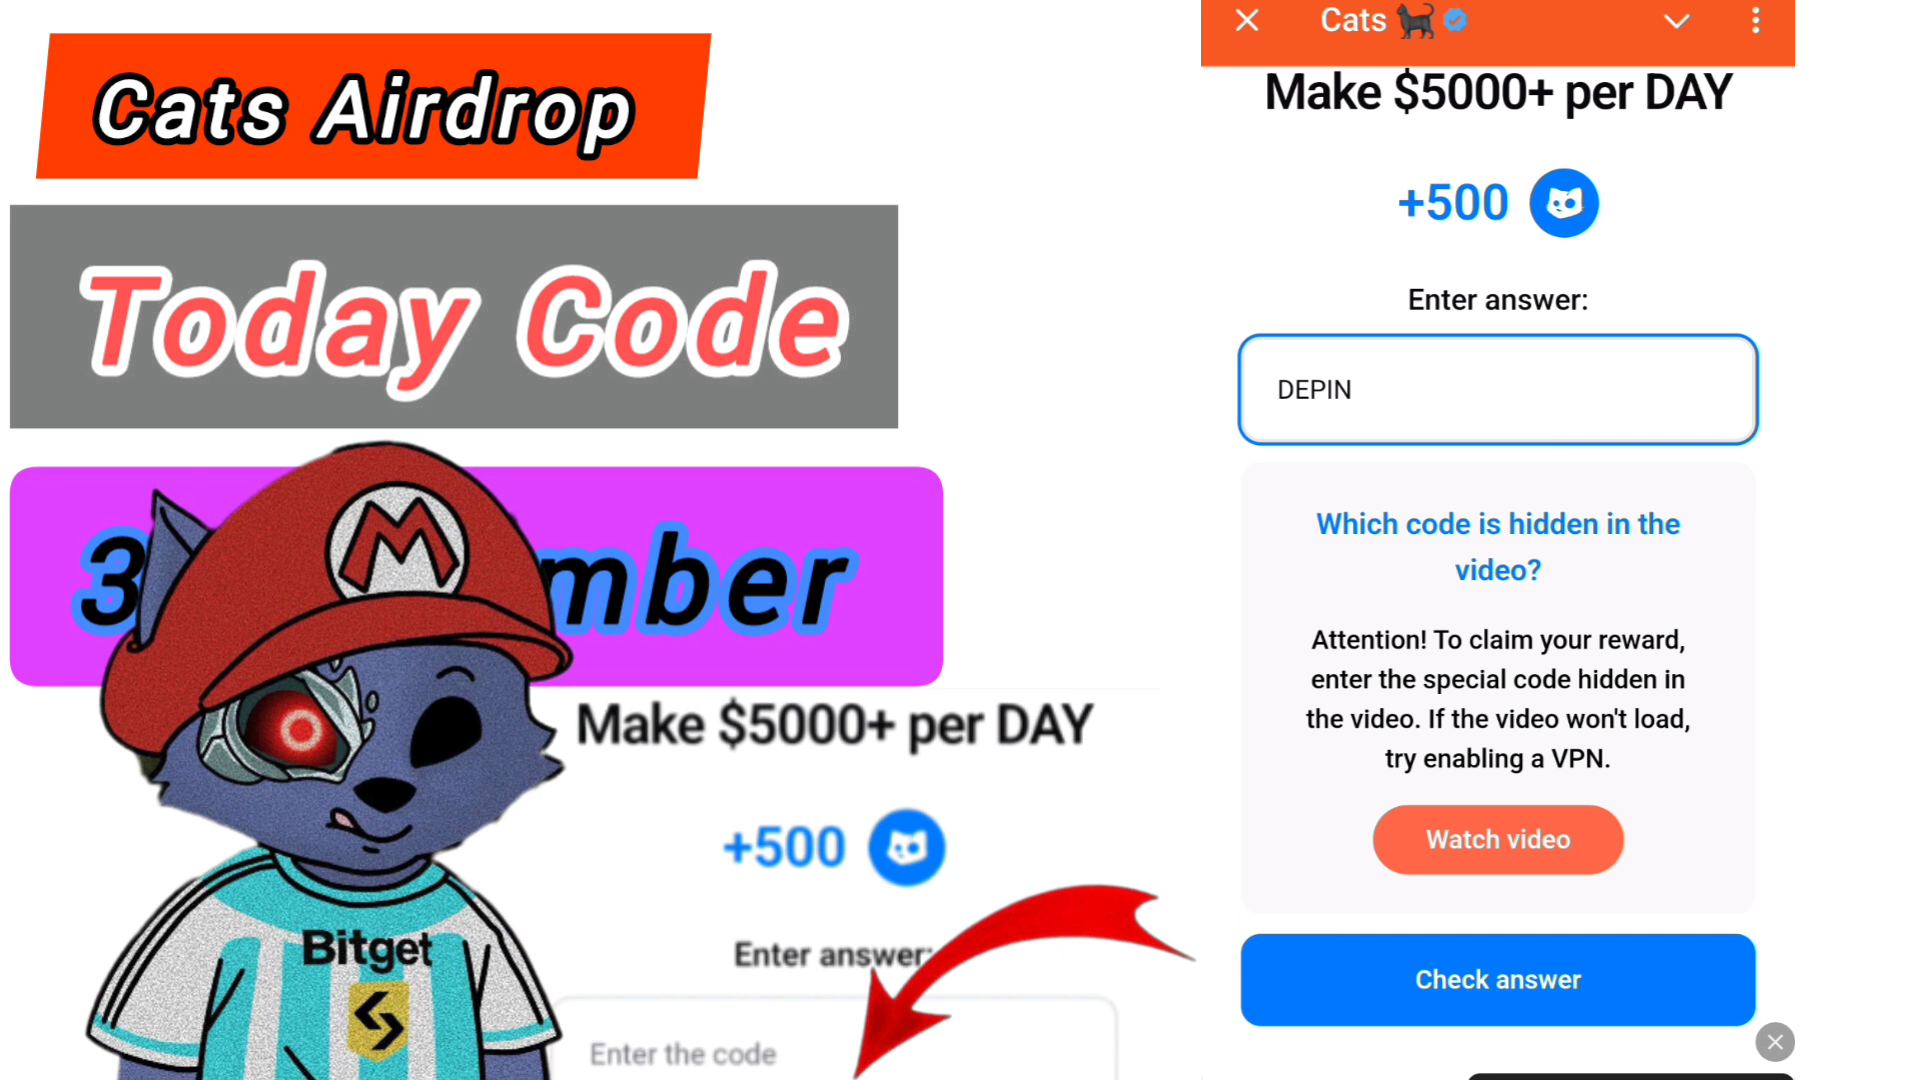 Cats Airdrop
Today Code
3 mber
M
Make $5000+ per DAY
+500
Enter answer:
Enter the code
Bitget
Cats
Make $5000+ per DAY
+500
Enter answer:
DEPIN
Which code is hidden in the
video?
Attention! To claim your reward,
enter the special code hidden in
the video. If the video won't load,
try enabling a VPN.
Watch video
Check answer